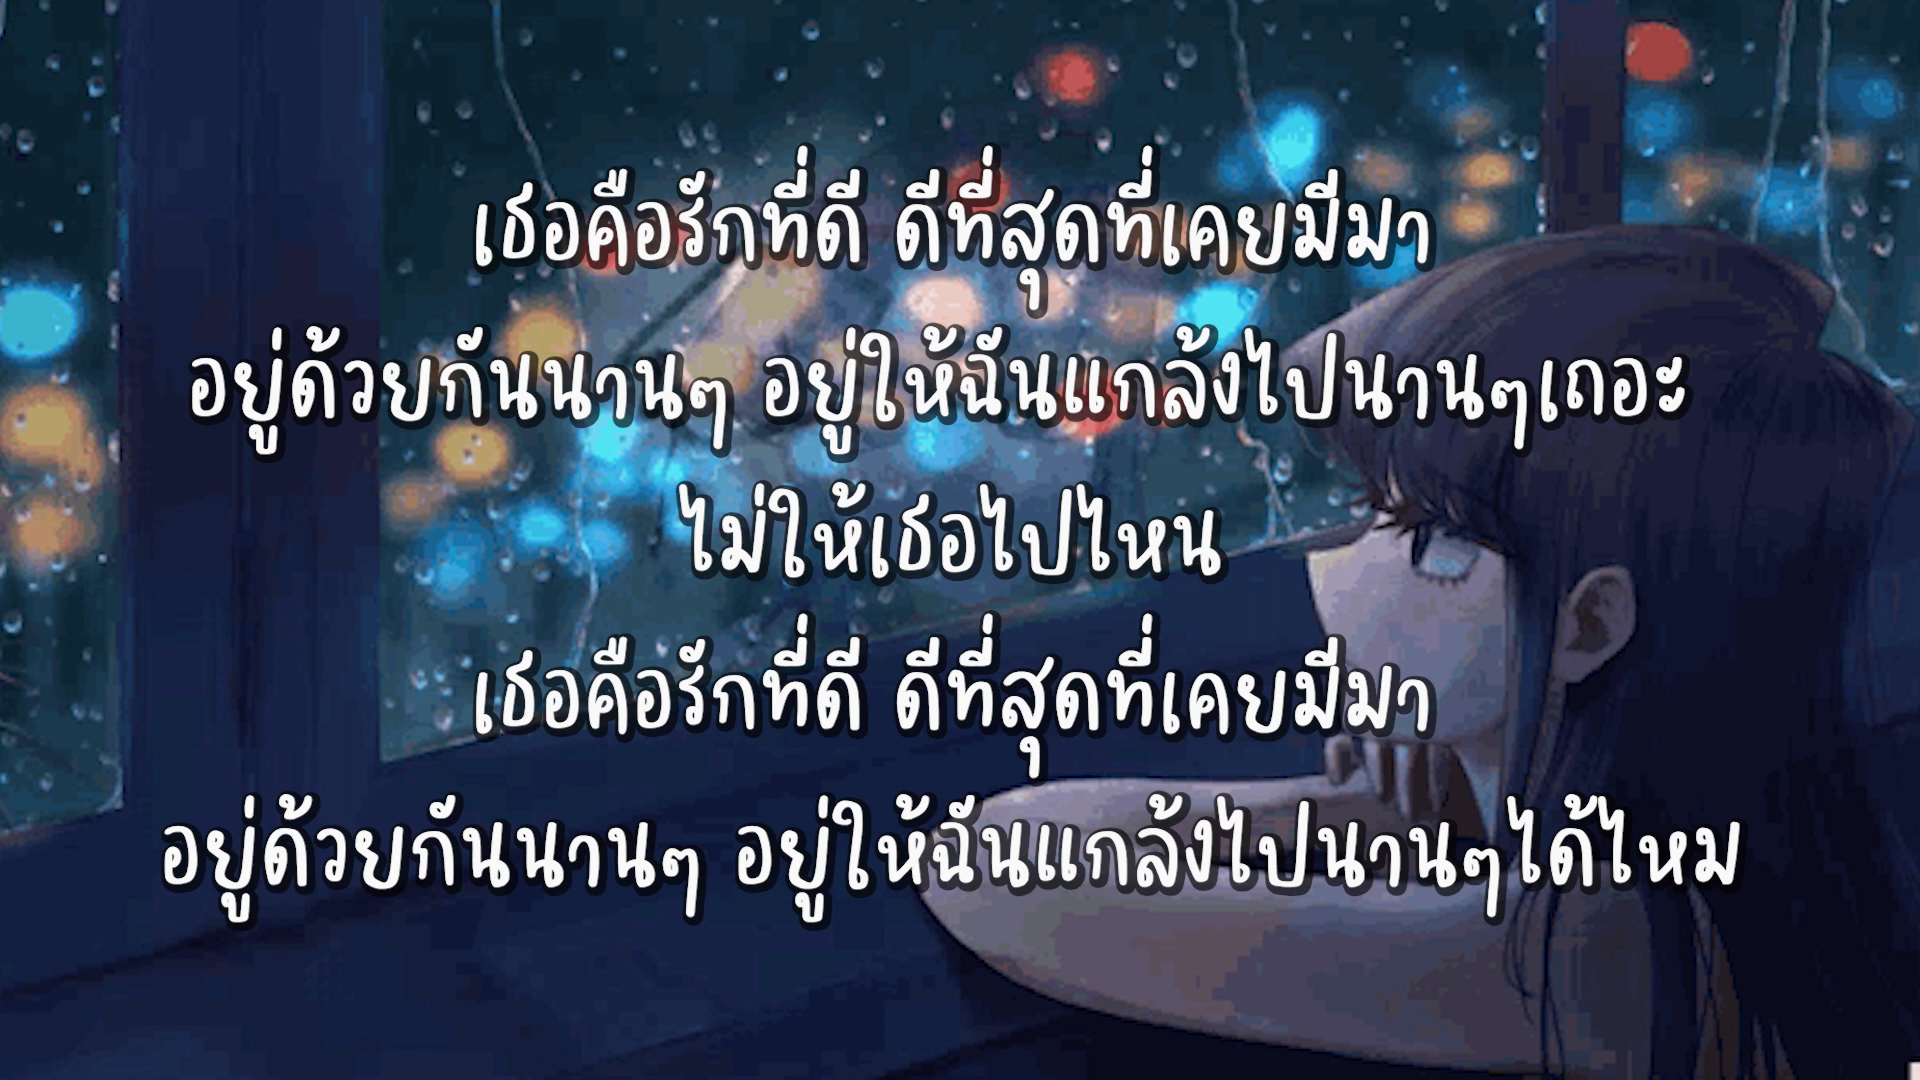 เธอคือรักที่ดี ดีที่สุดที่เคยมีมา
อยู่ด้วยกันนานๆ อยู่ให้ฉันแกล้งไปนานๆเถอะ
ไม่ให้เธอไปไหน
เธอคือรักที่ดี ดีที่สุดที่เคยมีมา
อยู่ด้วยกันนานๆ อยู่ให้ฉันแกล้งไปนานๆได้ไหม